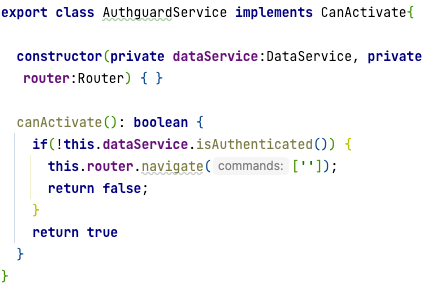 export class AuthguardService implements CanActivate{
constructor(private dataService:DataService, private
router:Router) { }
canActivate(): boolean {
if(!this.dataService.isAuthenticated()) {
this.router.navigate( commands: ['']);
return false;
}
return true
}
}